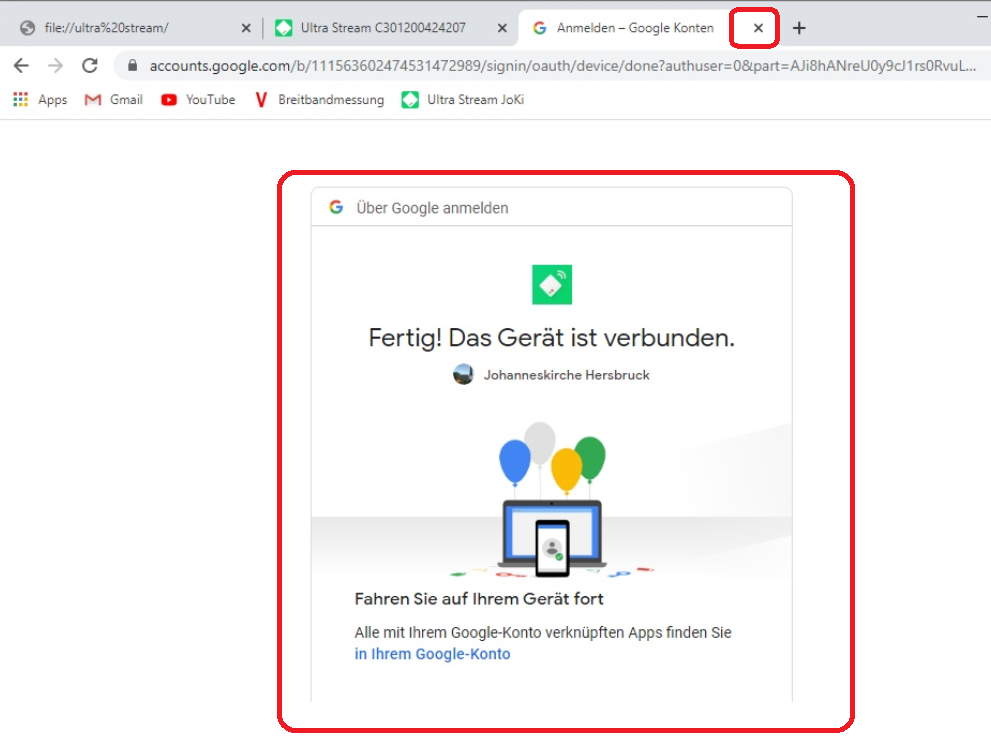 file://ultra%20stream/
Ultra Stream C301200424207
Anmelden – Google Konten
accounts.google.com/b/111563602474531472989/signin/oauth/device/done?authuser=0&part=AJi8hANreU0y9cJ1rs0RvuL...
Apps
Gmail
YouTube
Breitbandmessung
Ultra Stream JoKi
Über Google anmelden
Fertig! Das Gerät ist verbunden.
Johanneskirche Hersbruck
Fahren Sie auf Ihrem Gerät fort
Alle mit Ihrem Google-Konto verknüpften Apps finden Sie
in Ihrem Google-Konto